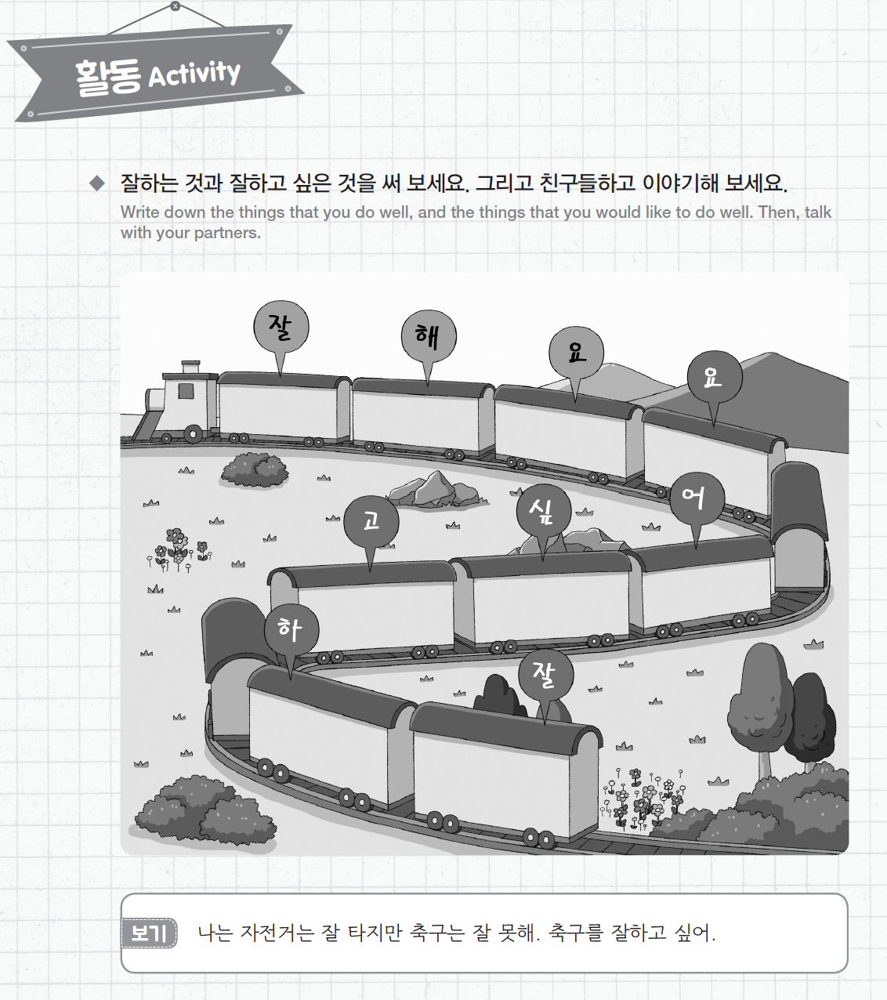 활동 Activity
◆ 잘하는 것과 잘하고 싶은 것을 써 보세요. 그리고 친구들하고 이야기해 보세요.
Write down the things that you do well, and the things that you would like to do well. Then, talk
with your partners.
잘
해
요
요
어
싶
고
하
잘
보기 나는 자전거는 잘 타지만 축구는 잘 못해. 축구를 잘하고 싶어.